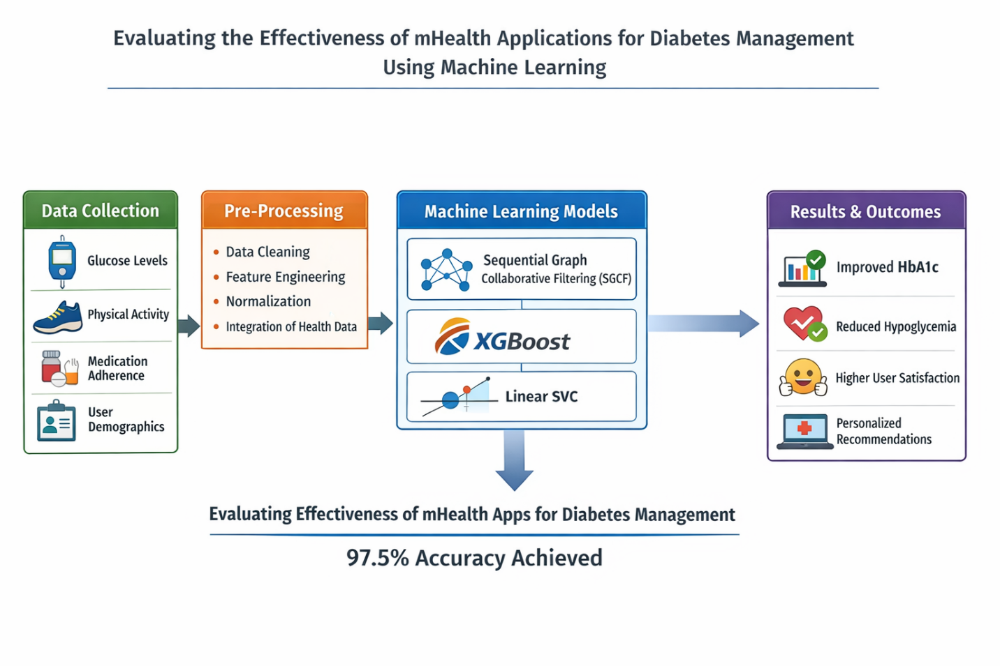 Evaluating the Effectiveness of mHealth Applications for Diabetes Management
Using Machine Learning
Data Collection
Glucose Levels
Physical Activity
Medication
Adherence
User
Demographics
Pre-Processing
• Data Cleaning
• Feature Engineering
• Normalization
• Integration of Health Data
Machine Learning Models
Sequential Graph
Collaborative Filtering (SGCF)
XGBoost
Linear SVC
Results & Outcomes
Improved HbA1c
Reduced Hypoglycemia
Higher User Satisfaction
Personalized
Recommendations
Evaluating Effectiveness of mHealth Apps for Diabetes Management
97.5% Accuracy Achieved